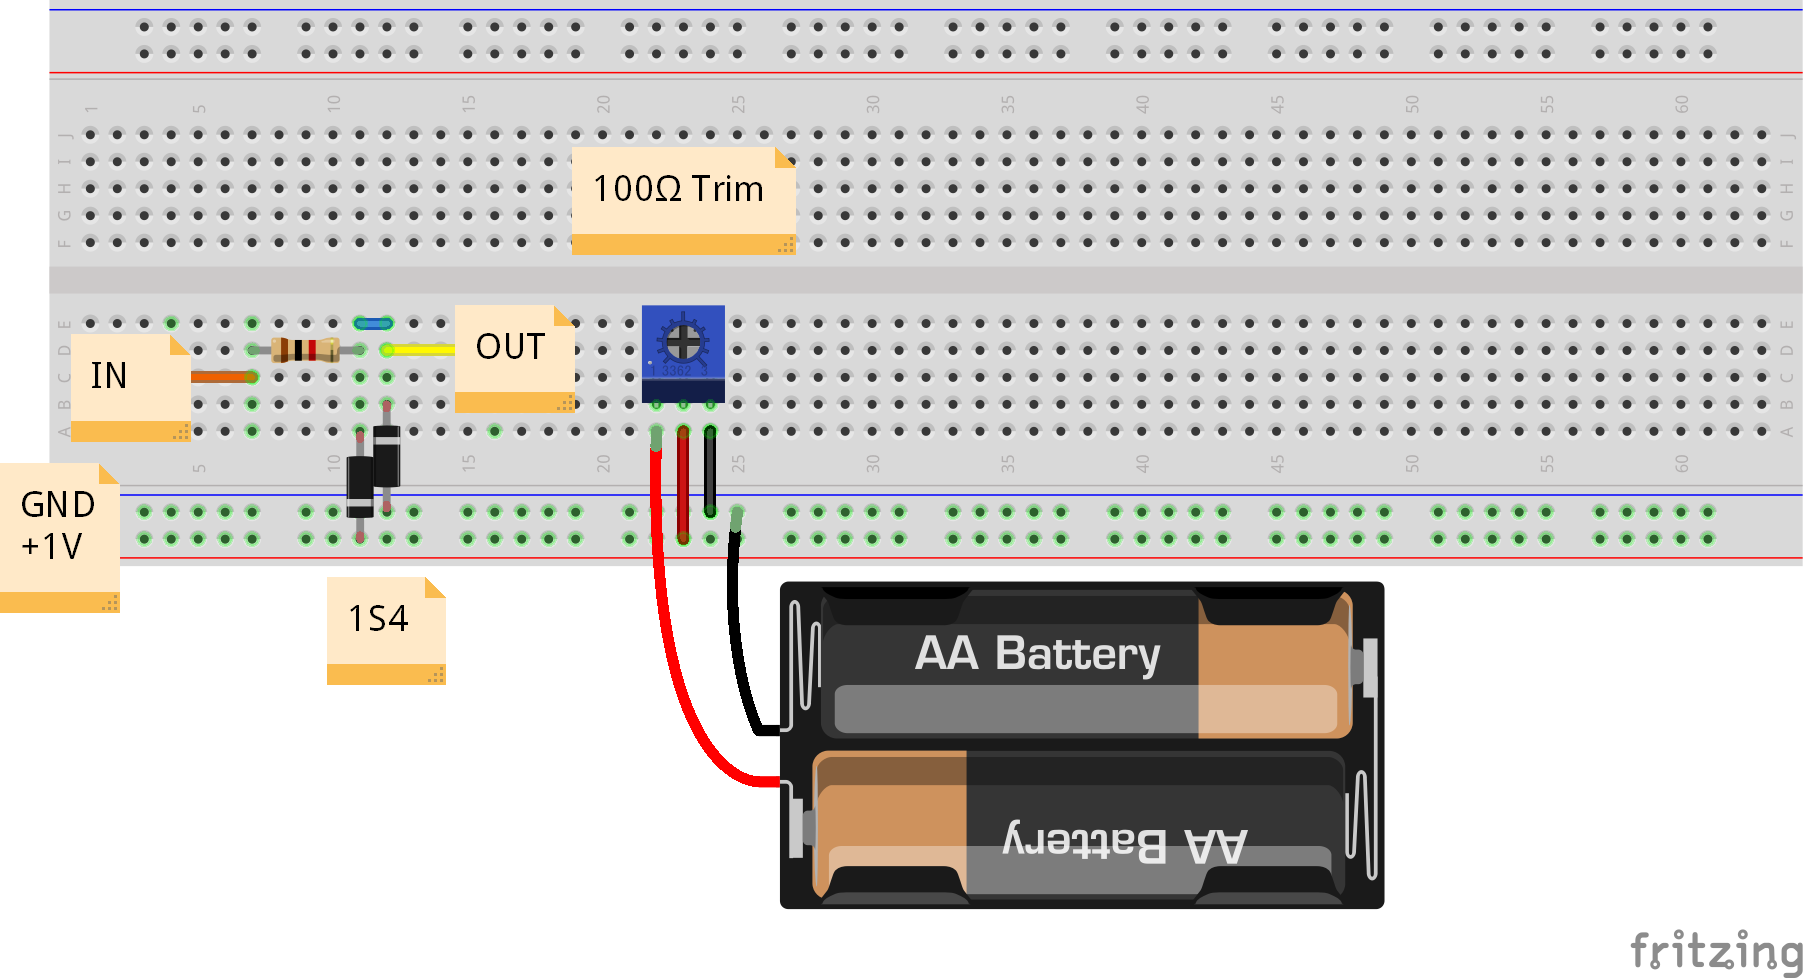 1 5 10 15 20 25 30 35 40 45 50 55 60
J J
I I
100Ω Trim
H H
G G
F F
E E
OUT
D D
IN
1 3362 3
C C
B B
A A
5 10 15 20 25 30 35 40 45 50 55 60
GND
+1V
1S4
AA Battery
AA Battery
fritzing